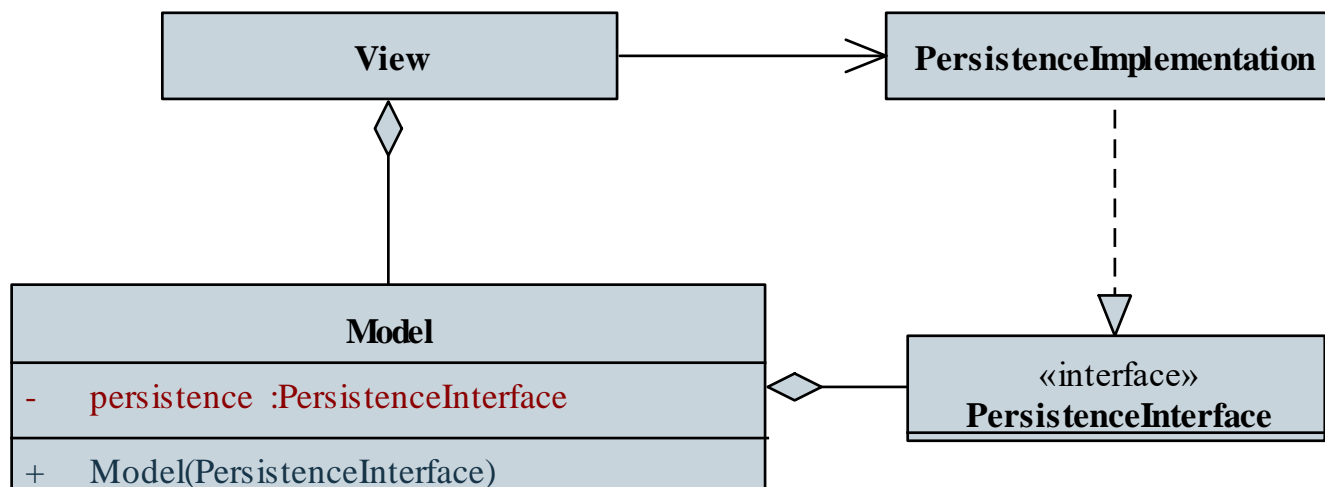 View
PersistenceImplementation
Model
- persistence :PersistenceInterface
+ Model(PersistenceInterface)
«interface»
PersistenceInterface